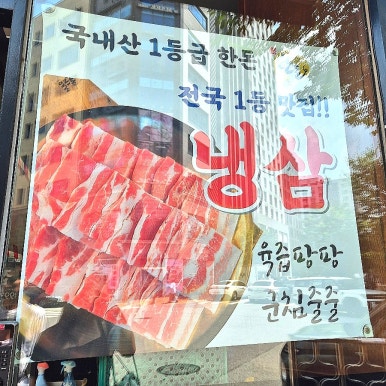 국내산 1등급 한돈
전국 1등 맛집!!
냉삼
육즙팡팡
군침줄줄